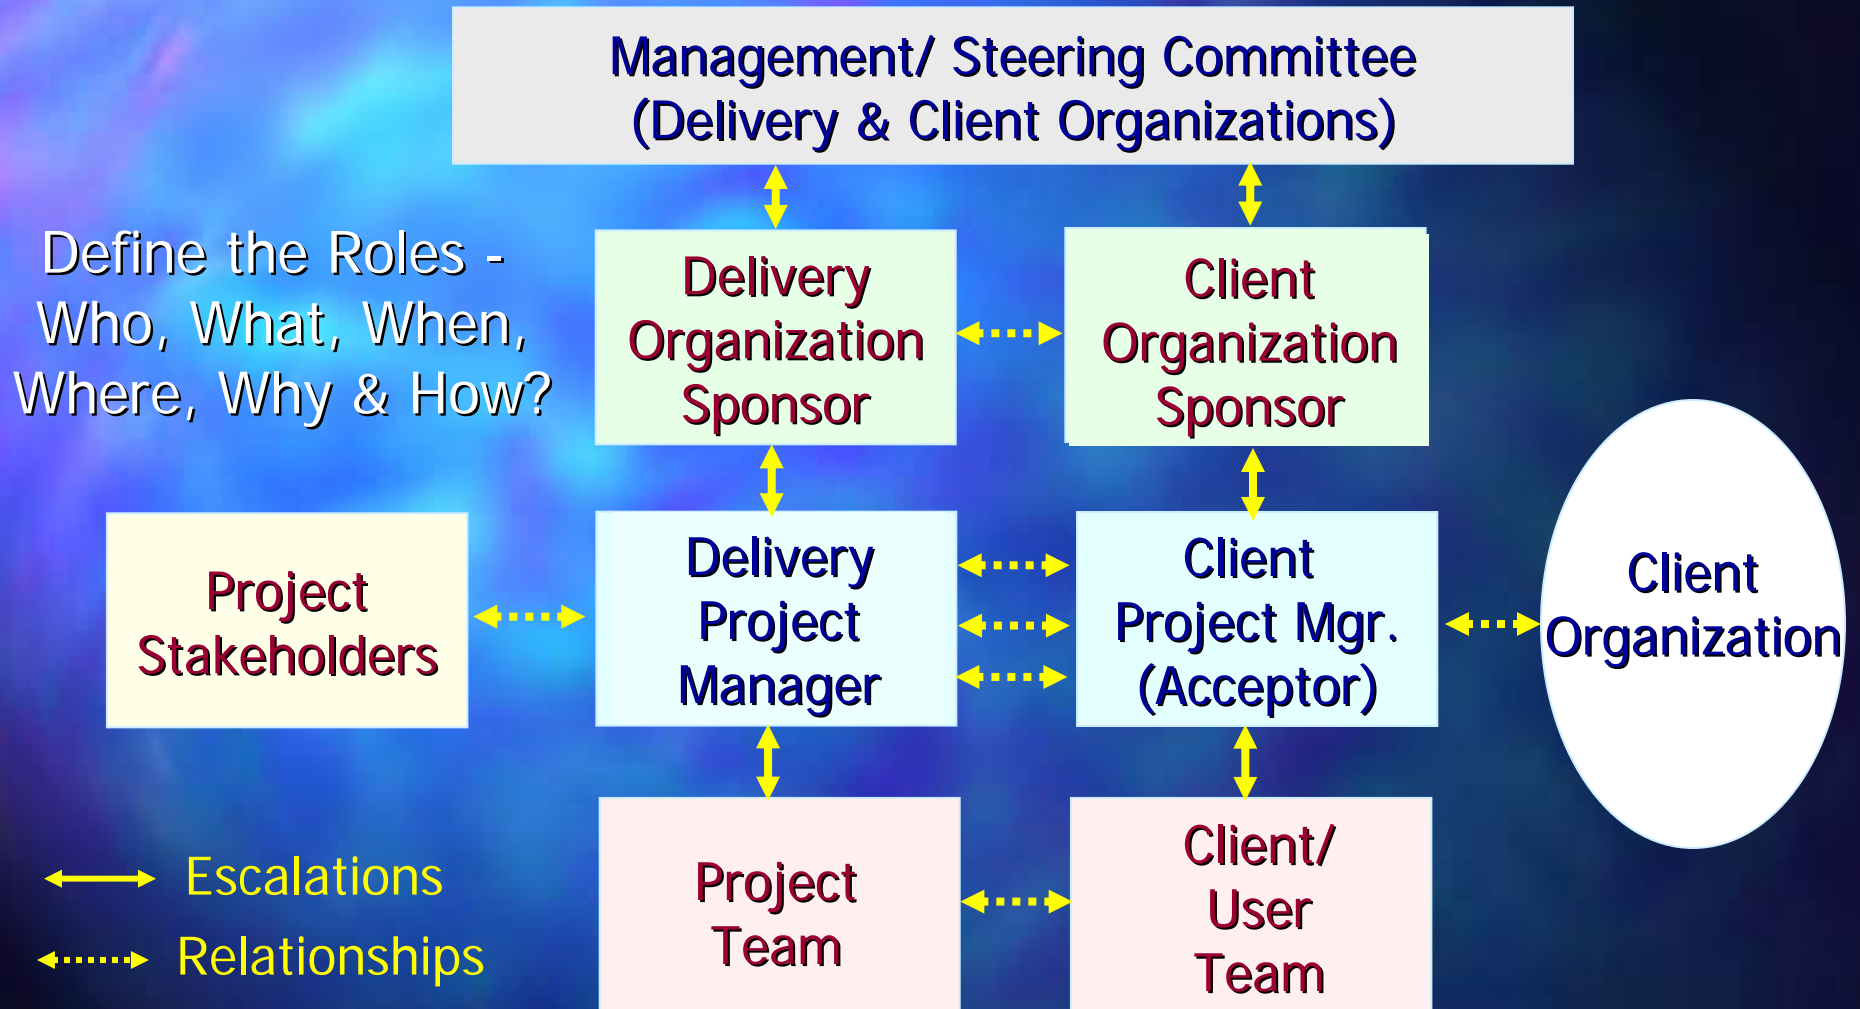 Management/ Steering Committee
(Delivery & Client Organizations)
Define the Roles -
Who, What, When,
Where, Why & How?
Delivery
Organization
Sponsor
Client
Organization
Sponsor
Project
Stakeholders
Delivery
Project
Manager
Client
Project Mgr.
(Acceptor)
Client
Organization
Project
Team
Client/
User
Team
Escalations
Relationships